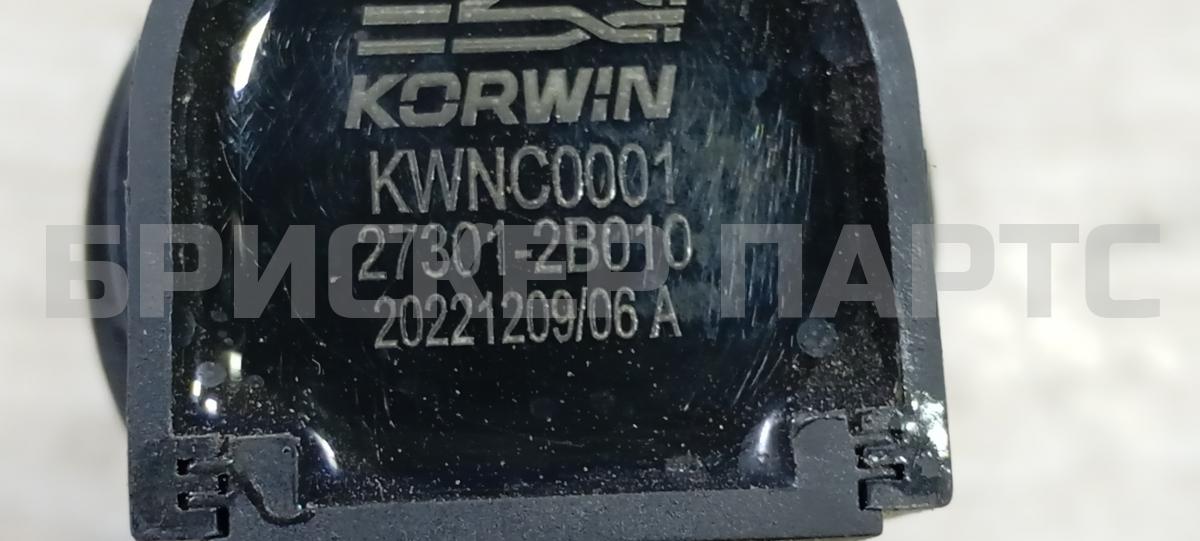 KORWIN
KWNC0001
27301-2B010
БРИСКЕР ПАРТС
20221209/06 A